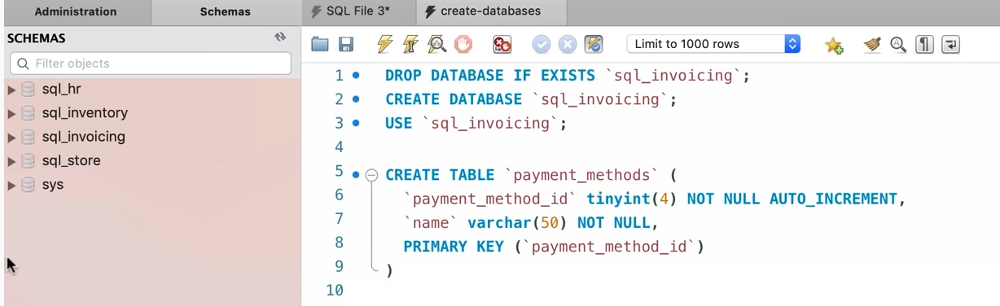 Administration
Schemas
SCHEMAS
Filter objects
sql_hr
sql_inventory
sql_invoicing
sql_store
sys
SQL File 3*
create-databases
Limit to 1000 rows
1 DROP DATABASE IF EXISTS `sql_invoicing`;
2 CREATE DATABASE `sql_invoicing`;
3 USE `sql_invoicing`;
4
5 CREATE TABLE `payment_methods` (
6 `payment_method_id` tinyint(4) NOT NULL AUTO_INCREMENT,
7 `name` varchar(50) NOT NULL,
8 PRIMARY KEY (`payment_method_id`)
9 )
10